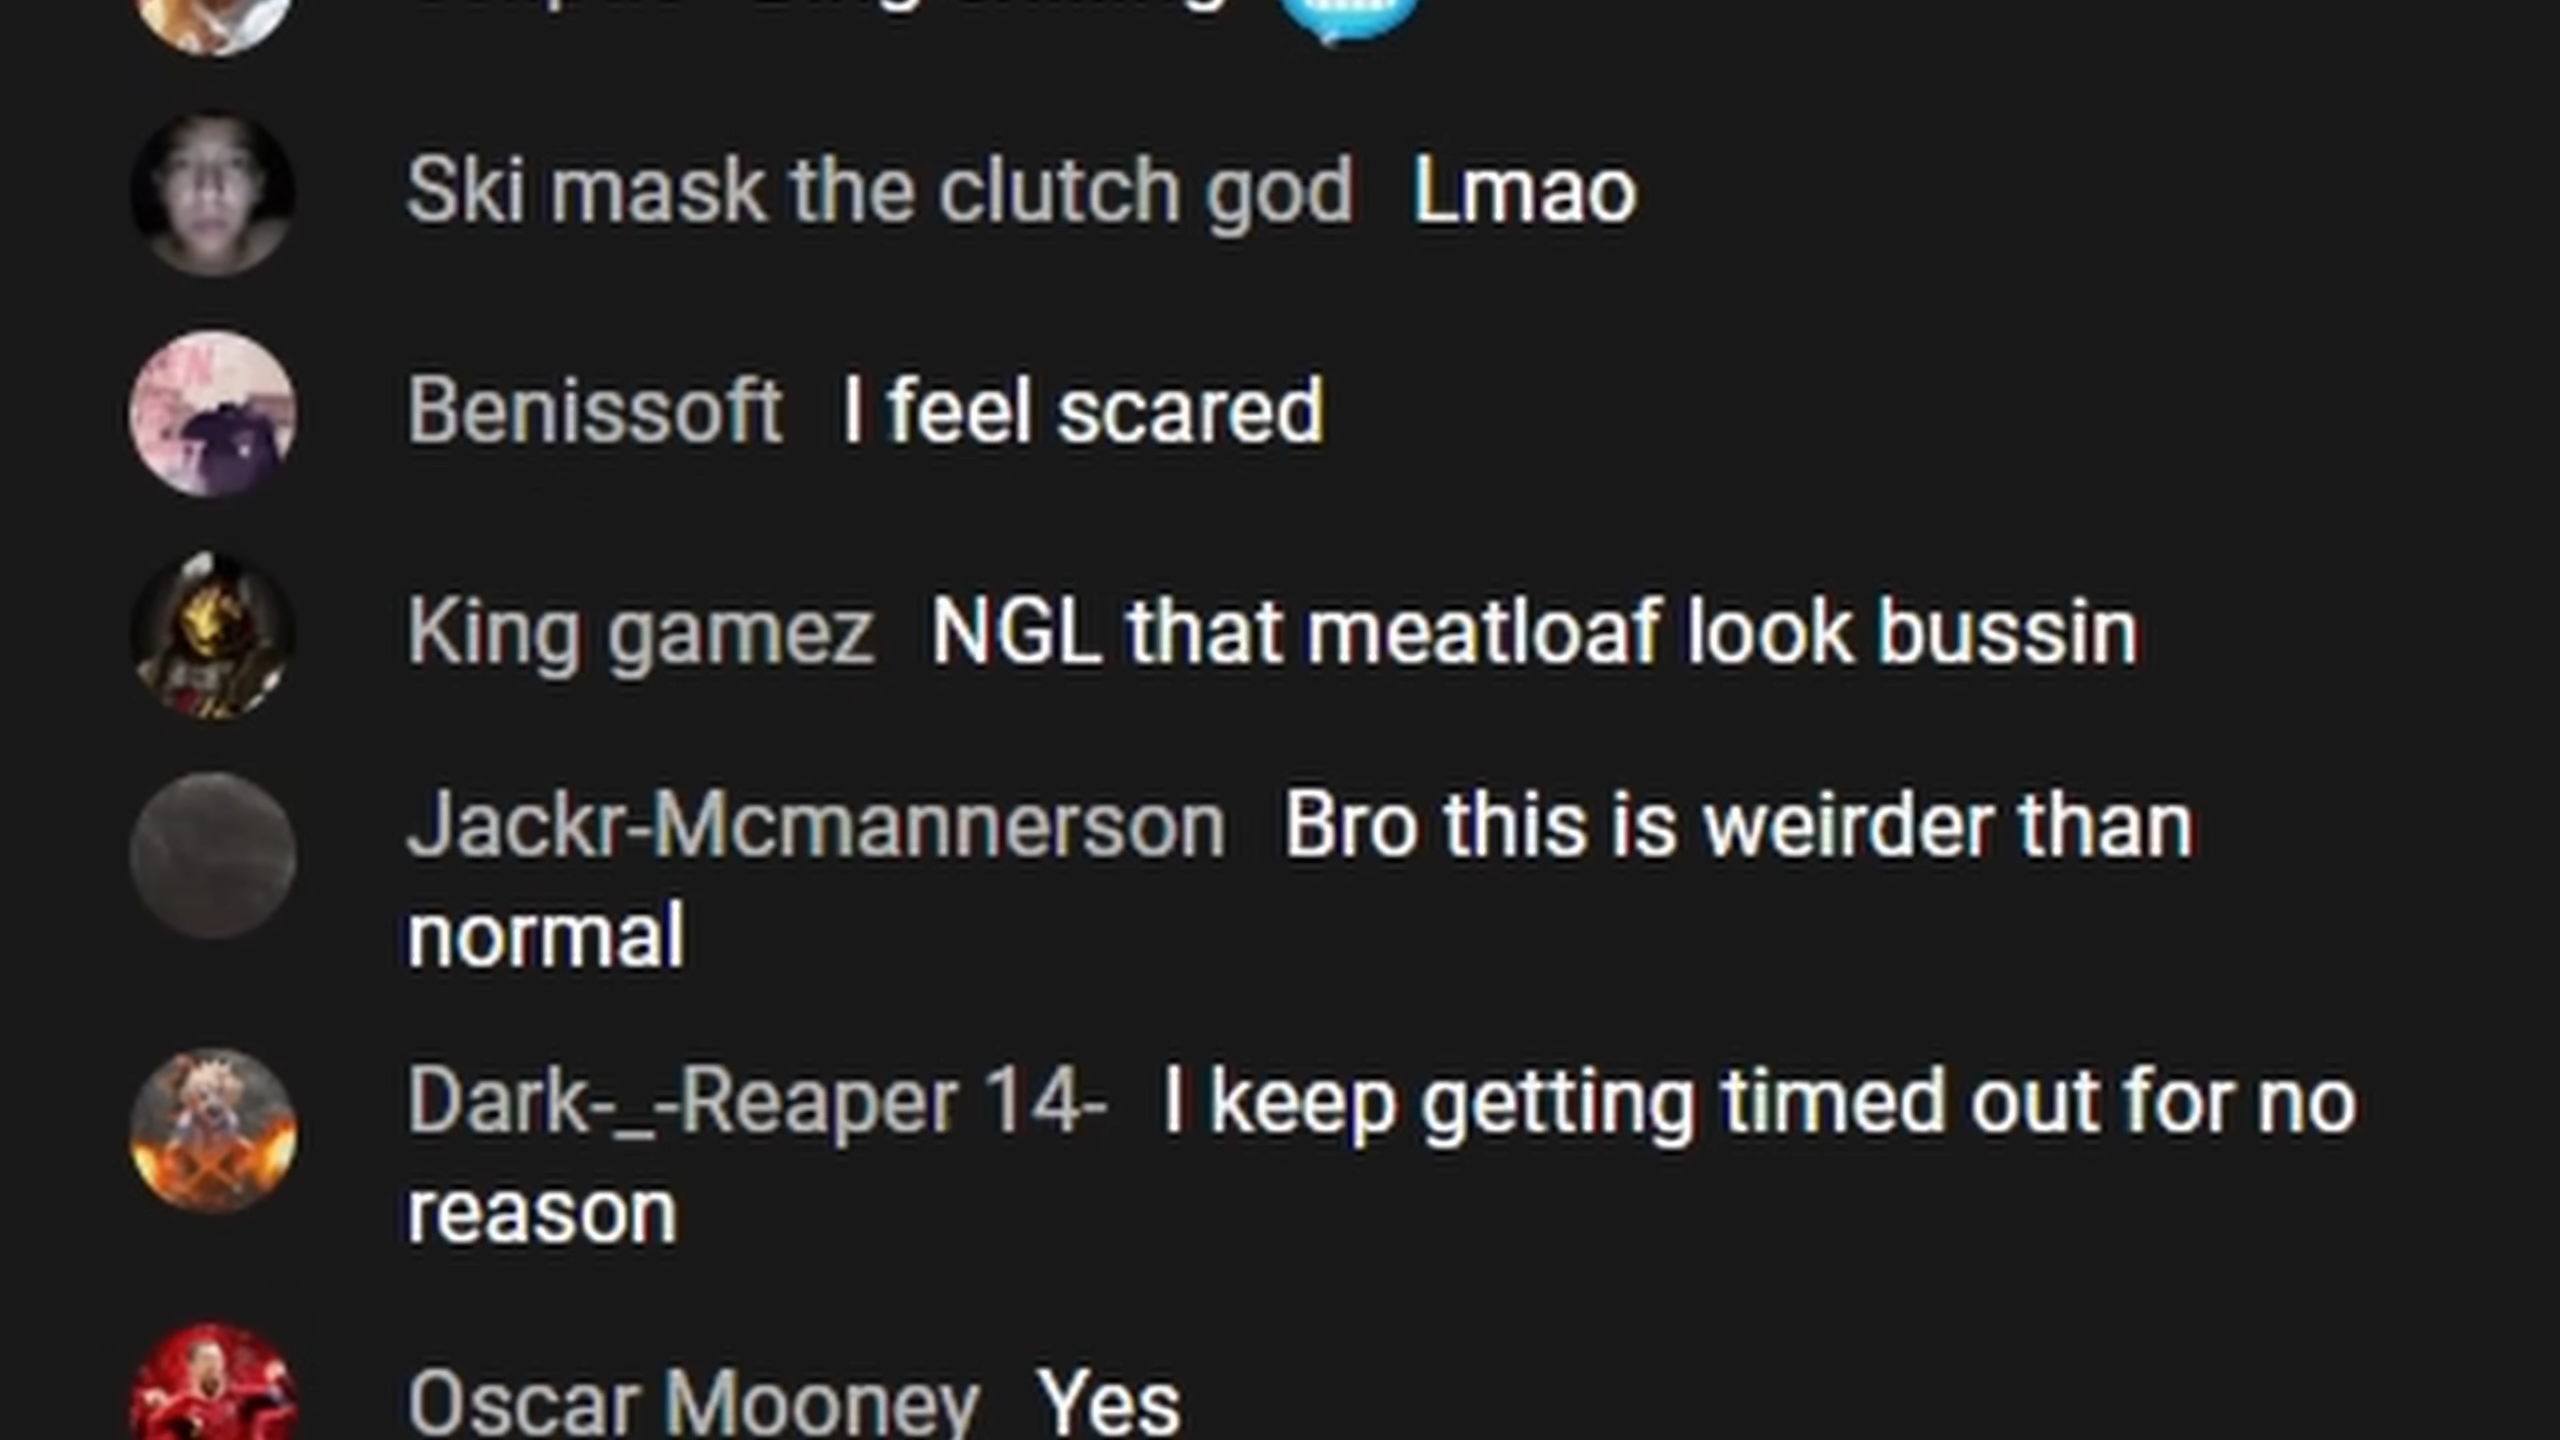 Ski mask the clutch god Lmao
Benissoft I feel scared
King gamez NGL that meatloaf look bussin
Jackr-Mcmannerson Bro this is weirder than
normal
Dark-_-Reaper 14- I keep getting timed out for no
reason
Oscar Mooney Yes